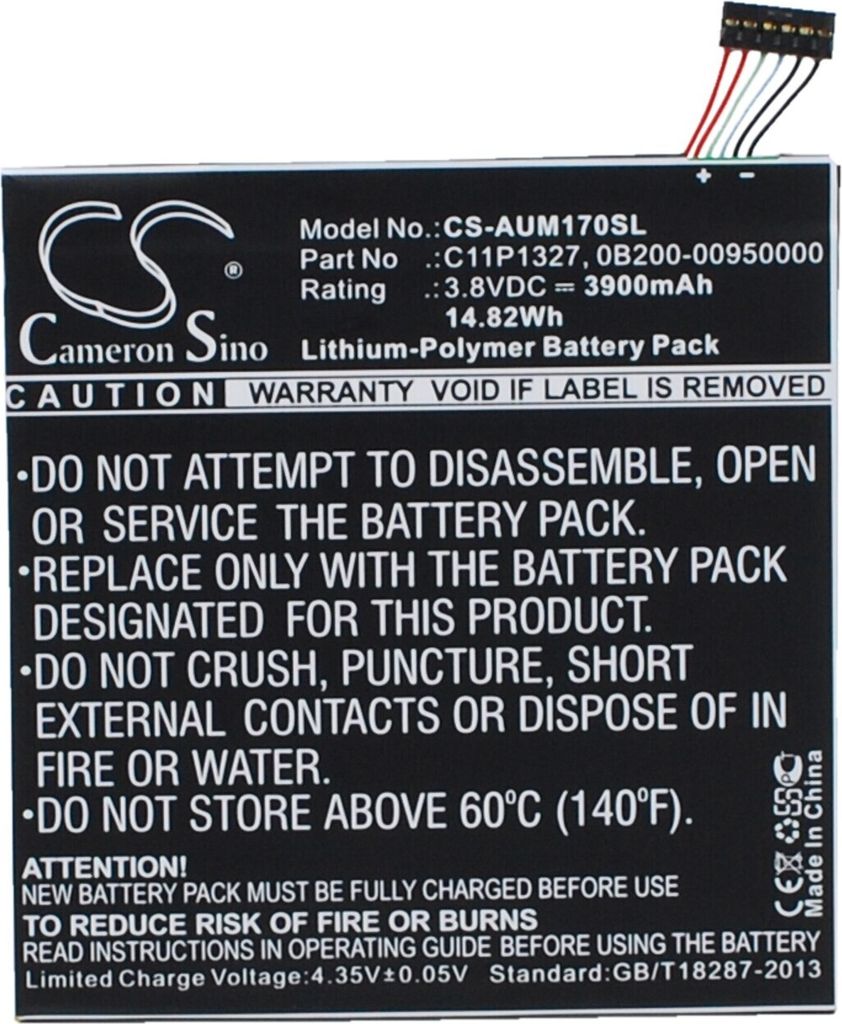 + −
CS ®
Cameron Sino
Model No.:CS-AUM170SL
Part No .:C11P1327, 0B200-00950000
Rating .:3.8VDC ⎓ 3900mAh
14.82Wh
Lithium-Polymer Battery Pack
CAUTION WARRANTY VOID IF LABEL IS REMOVED
•DO NOT ATTEMPT TO DISASSEMBLE, OPEN
OR SERVICE THE BATTERY PACK.
•REPLACE ONLY WITH THE BATTERY PACK
DESIGNATED FOR THIS PRODUCT.
•DO NOT CRUSH, PUNCTURE, SHORT
EXTERNAL CONTACTS OR DISPOSE OF IN
FIRE OR WATER.
•DO NOT STORE ABOVE 60ºC (140ºF).
CE
Made In China
ATTENTION!
NEW BATTERY PACK MUST BE FULLY CHARGED BEFORE USE
TO REDUCE RISK OF FIRE OR BURNS
READ INSTRUCTIONS IN OPERATING GUIDE BEFORE USING THE BATTERY
Limited Charge Voltage:4.35V±0.05V Standard:GB/T18287-2013